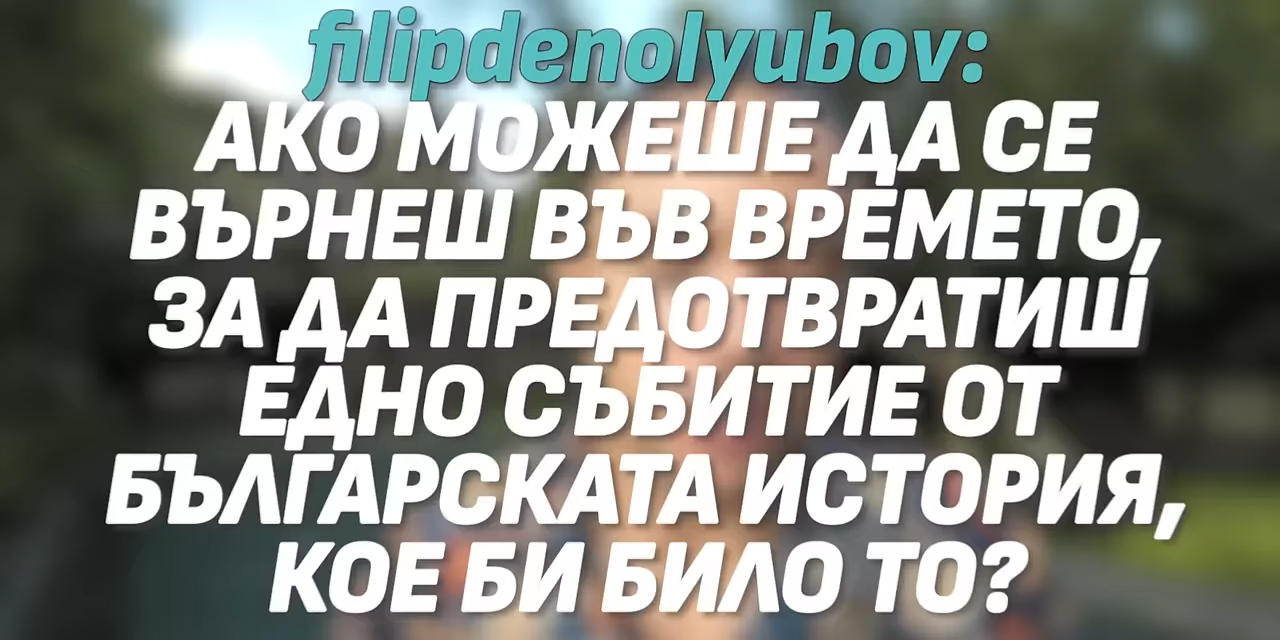 filipdenolyubov:
АКО МОЖЕШЕ ДА СЕ
ВЪРНЕШ ВЪВ ВРЕМЕТО,
ЗА ДА ПРЕДОТВРАТИШ
ЕДНО СЪБИТИЕ ОТ
БЪЛГАРСКАТА ИСТОРИЯ,
КОЕ БИ БИЛО ТО?